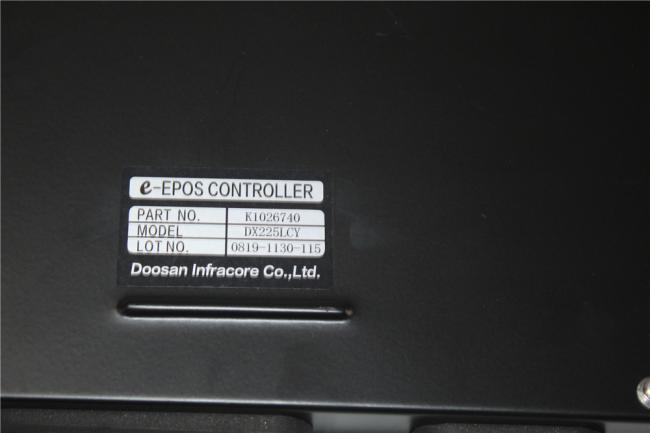 e-EPOS CONTROLLER
PART NO. K1026740
MODEL DX225LCY
LOT NO. 0819-1130-115
Doosan Infracore Co.,Ltd.